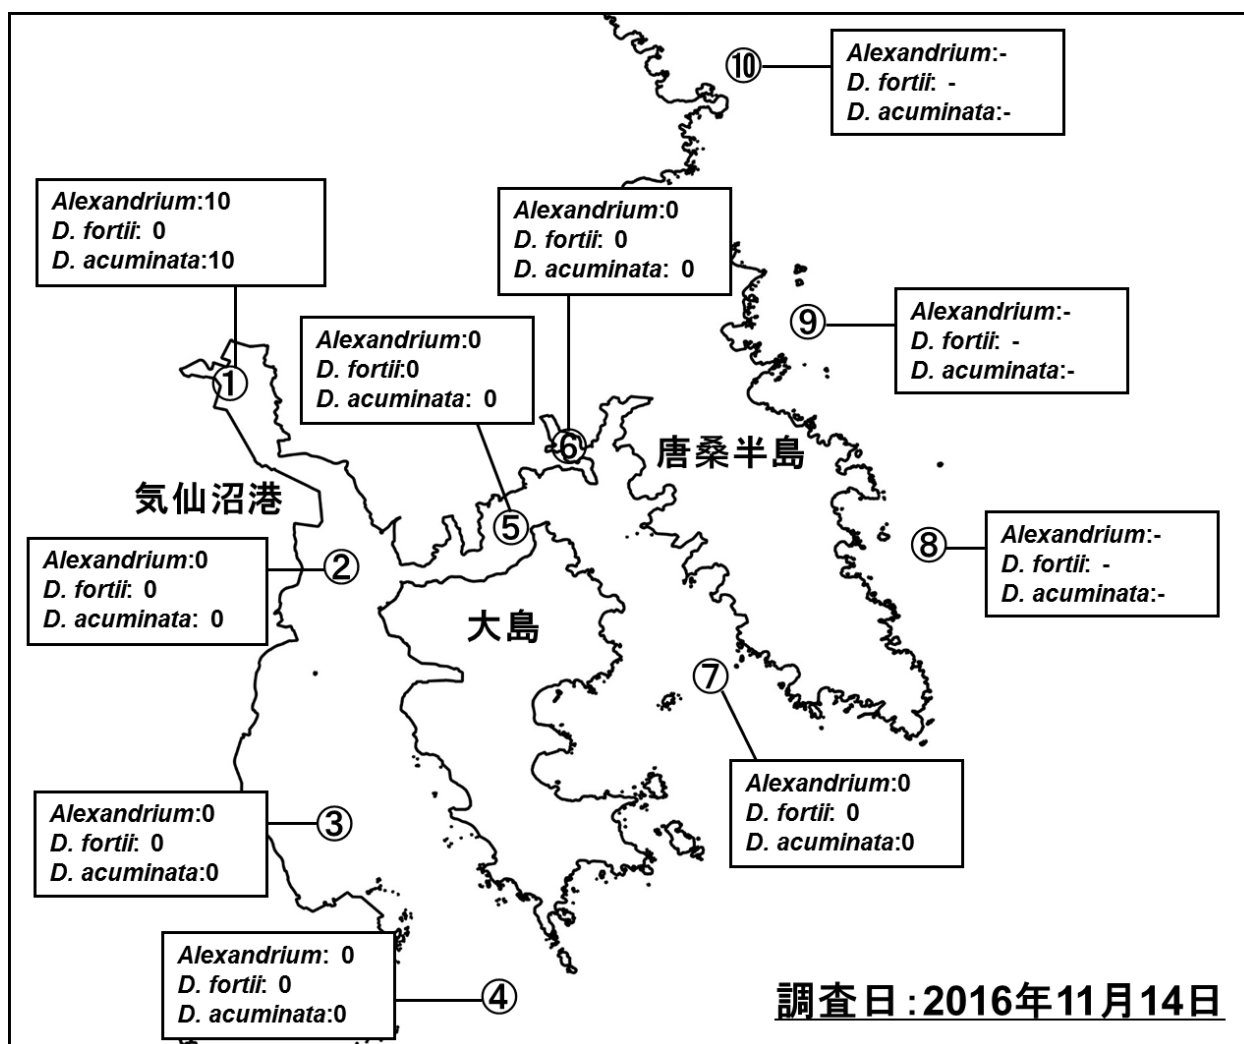 ⑩
Alexandrium:-
D. fortii: -
D. acuminata:-
Alexandrium:10
D. fortii: 0
D. acuminata:10
①
Alexandrium:0
D. fortii: 0
D. acuminata: 0
⑥
Alexandrium:0
D. fortii:0
D. acuminata: 0
⑤
⑨
Alexandrium:-
D. fortii: -
D. acuminata:-
唐桑半島
気仙沼港
Alexandrium:0
D. fortii: 0
D. acuminata: 0
②
⑧
Alexandrium:-
D. fortii: -
D. acuminata:-
大島
⑦
Alexandrium:0
D. fortii: 0
D. acuminata:0
Alexandrium:0
D. fortii: 0
D. acuminata:0
③
Alexandrium: 0
D. fortii: 0
D. acuminata:0
④
調査日:2016年11月14日